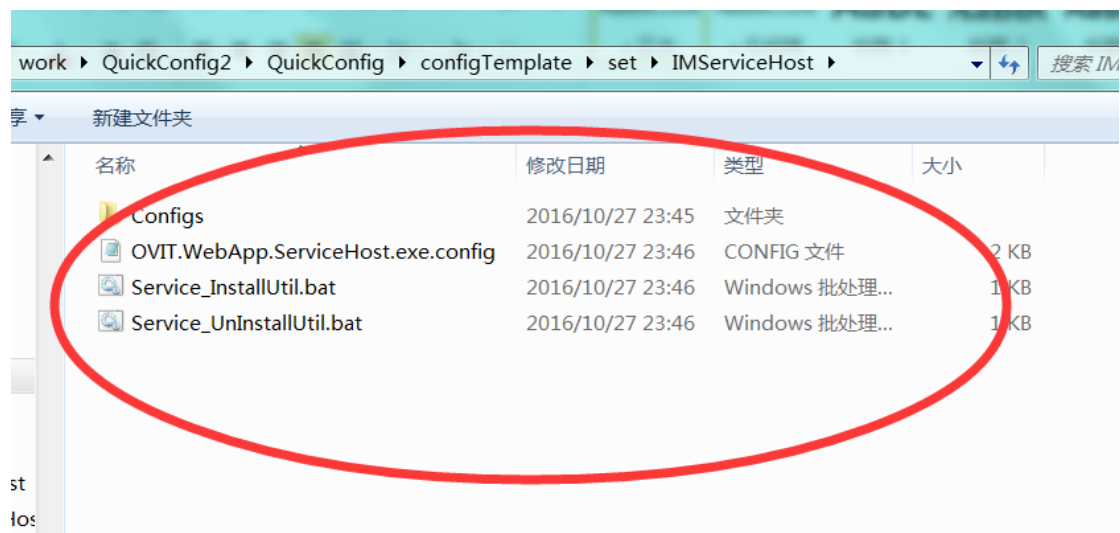 work QuickConfig2 QuickConfig configTemplate set IMServiceHost 搜索 IM
享 新建文件夹
名称 修改日期 类型 大小
Configs 2016/10/27 23:45 文件夹
OVIT.WebApp.ServiceHost.exe.config 2016/10/27 23:46 CONFIG 文件 2 KB
Service_InstallUtil.bat 2016/10/27 23:46 Windows 批处理... 1 KB
Service_UnInstallUtil.bat 2016/10/27 23:46 Windows 批处理... 1 KB
st
Hos